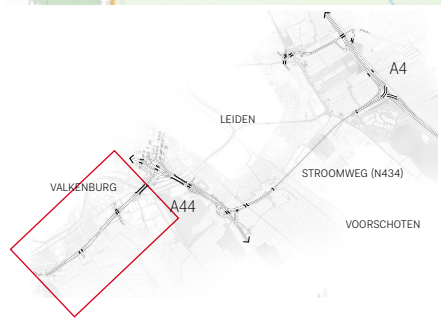 A4
LEIDEN
STROOMWEG (N434)
VALKENBURG
A44
VOORSCHOTEN